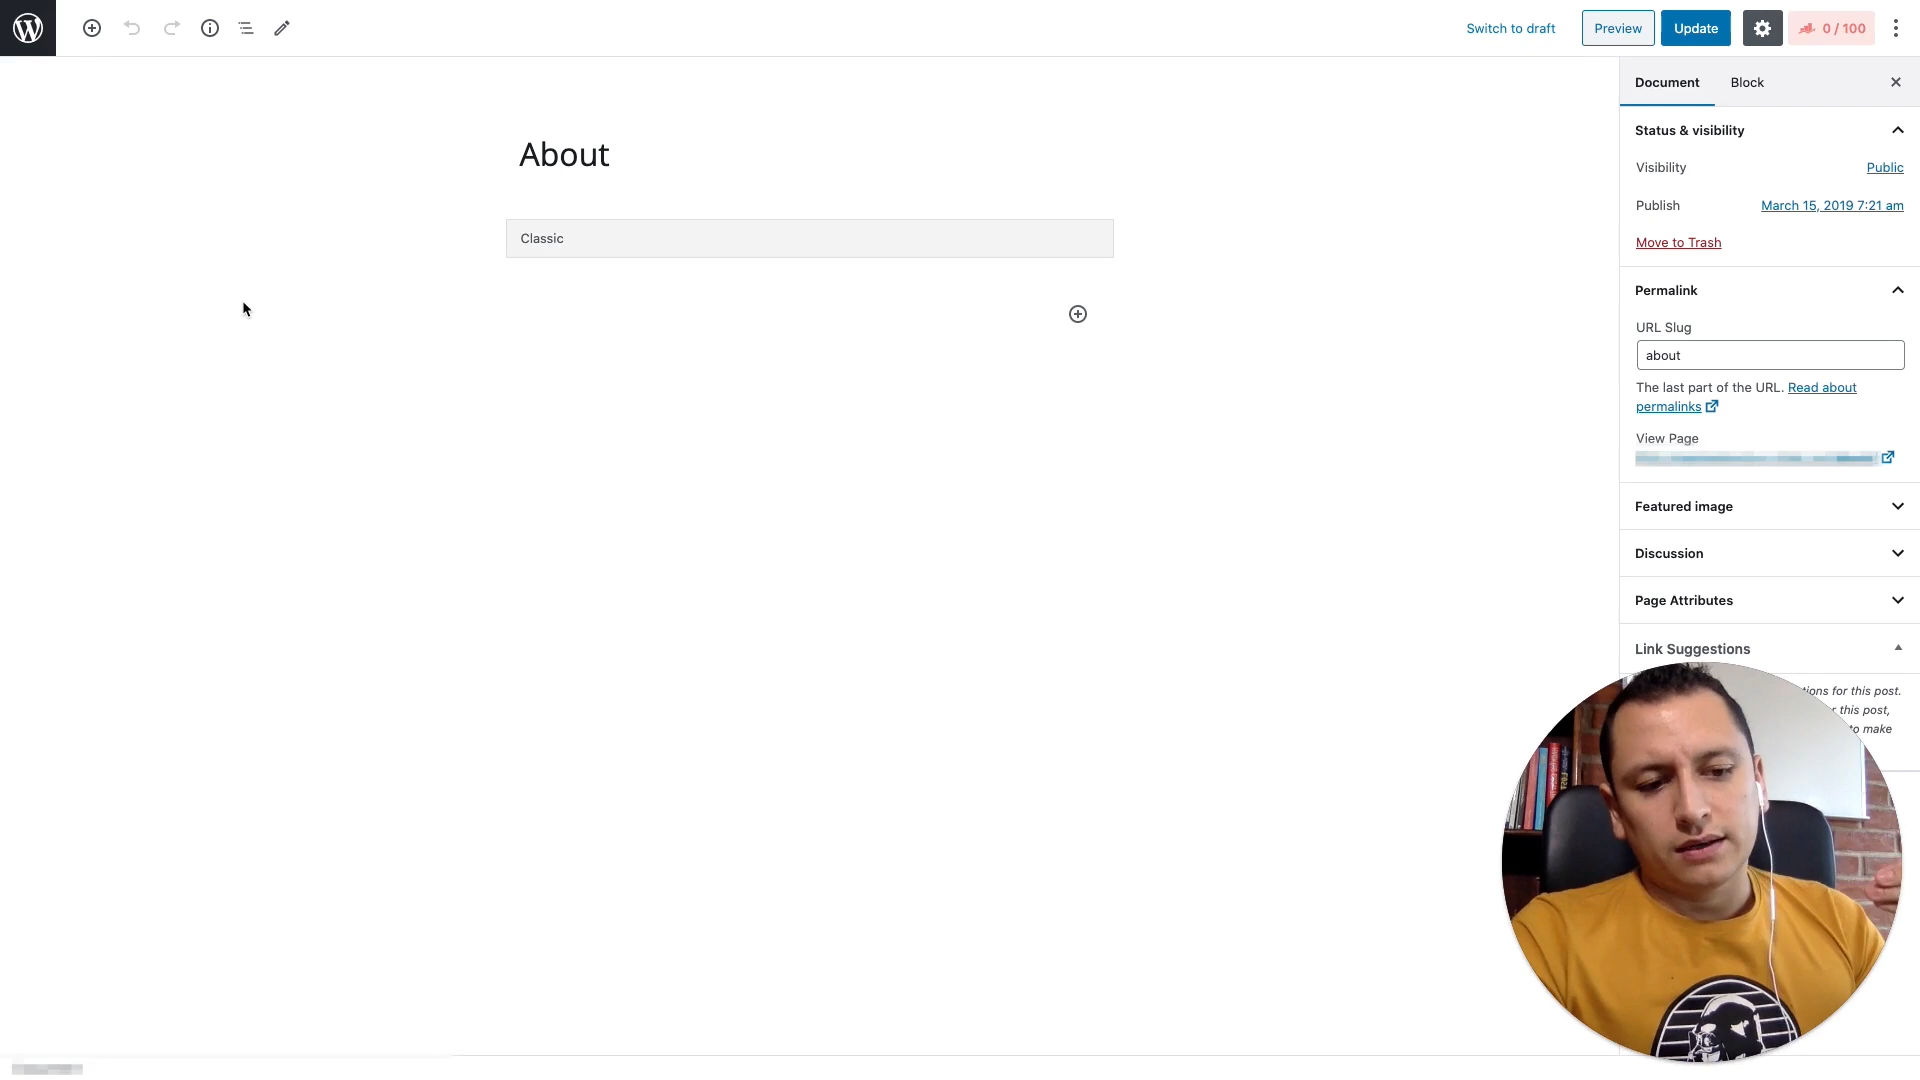 Switch to draft
Preview
Update
0 / 100
Document
Block
About
Classic
Status & visibility
Visibility
Public
Publish
March 15, 2019 7:21 am
Move to Trash
Permalink
URL Slug
about
The last part of the URL. Read about
permalinks
View Page
Featured image
Discussion
Page Attributes
Link Suggestions
for this post.
this post,
to make